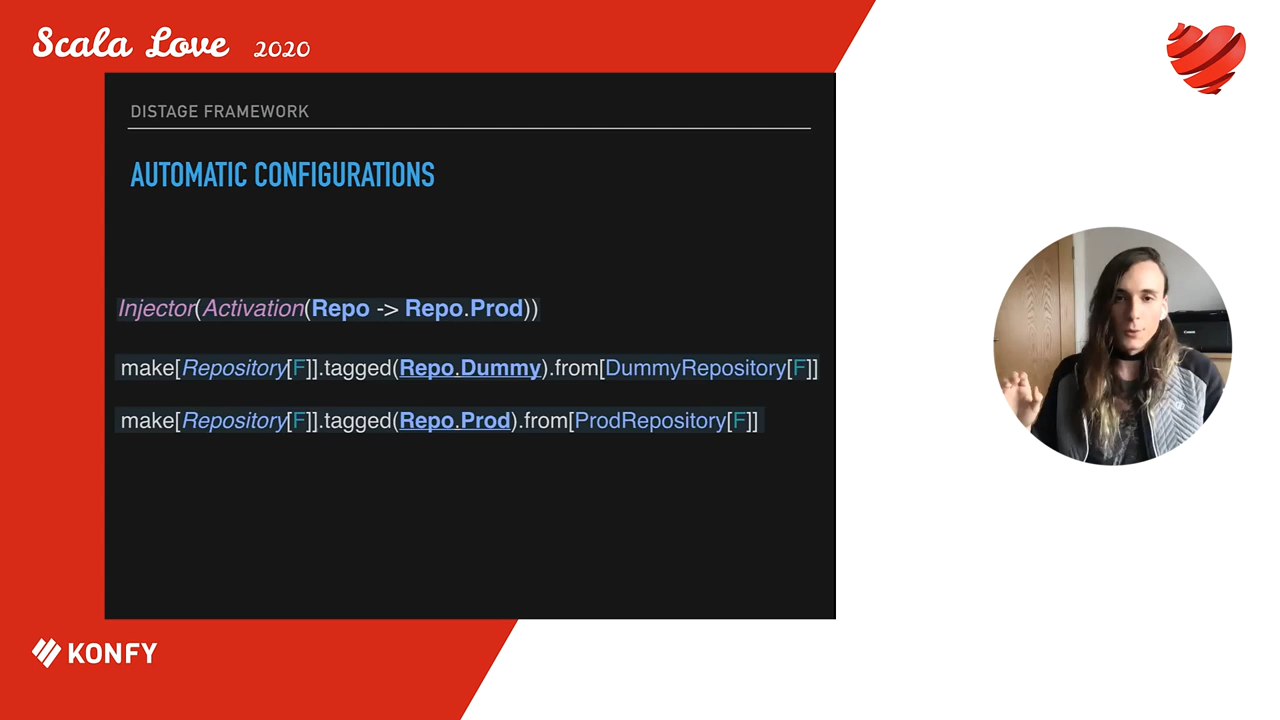 Scala Love 2020
DISTAGE FRAMEWORK
AUTOMATIC CONFIGURATIONS
Injector(Activation(Repo -> Repo.Prod))
make[Repository[F]].tagged(Repo.Dummy).from[DummyRepository[F]]
make[Repository[F]].tagged(Repo.Prod).from[ProdRepository[F]]
Canon
KONFY